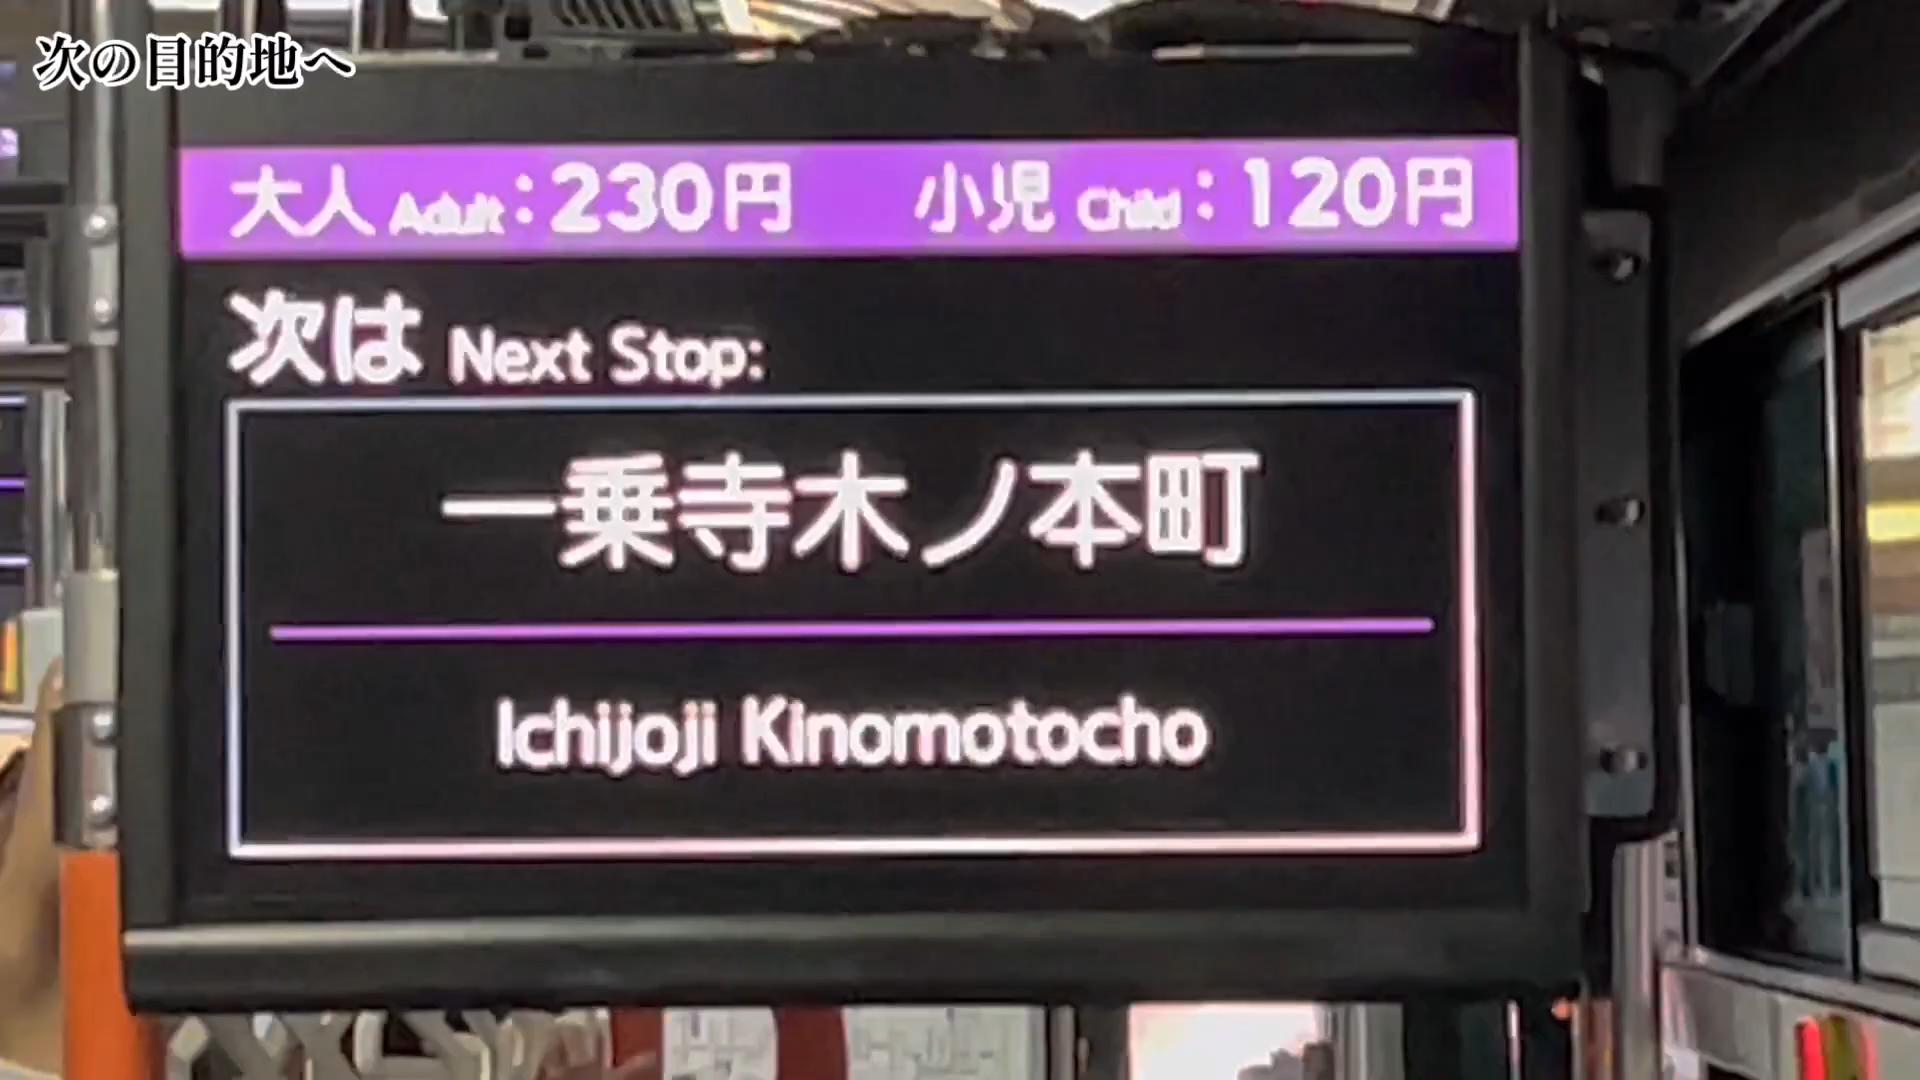 次の目的地へ
大人 Adult：230円 小児 Child：120円
次は Next Stop:
一乗寺木ノ本町
Ichijoji Kinomotocho